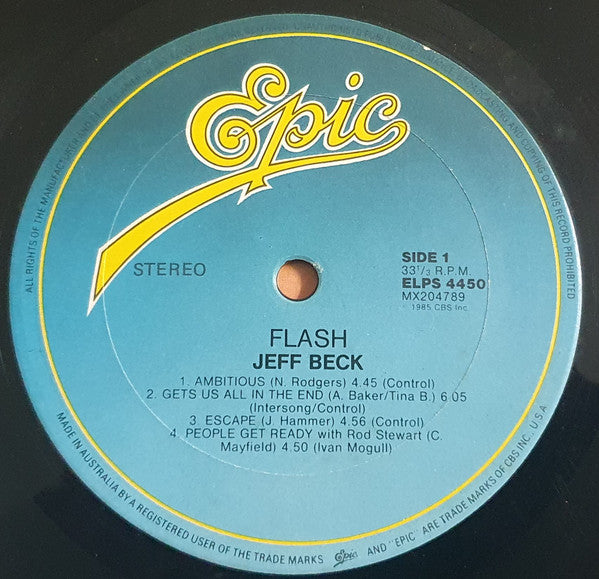 Epic
STEREO
SIDE 1
33⅓ R.P.M.
ELPS 4450
MX204789
© 1985 CBS Inc.
FLASH
JEFF BECK
1. AMBITIOUS (N. Rodgers) 4.45 (Control)
2. GETS US ALL IN THE END (A. Baker/Tina B.) 6.05
(Intersong/Control)
3. ESCAPE (J. Hammer) 4.56 (Control)
4. PEOPLE GET READY with Rod Stewart (C.
Mayfield) 4.50 (Ivan Mogull)
ALL RIGHTS OF THE MANUFACTURER AND
BROADCASTING AND COPYING OF THIS RECORD PROHIBITED
MADE IN AUSTRALIA BY A REGISTERED USER OF THE TRADE MARKS Epic AND "EPIC" ARE TRADE MARKS OF CBS INC. U.S.A